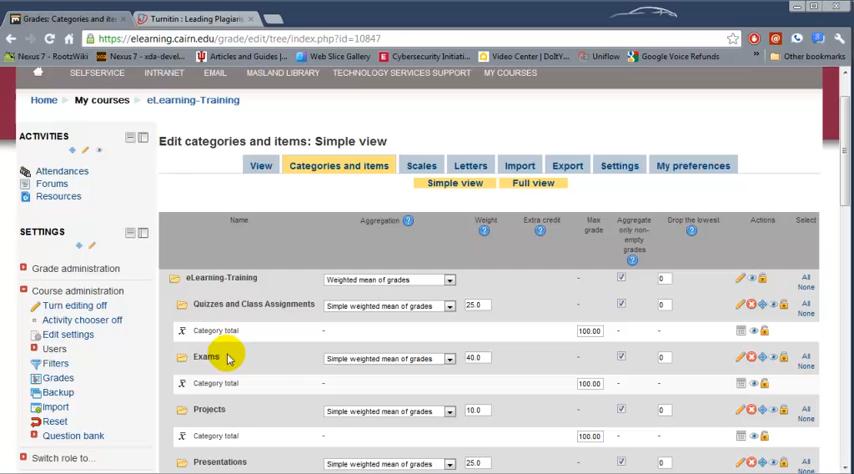 Grades: Categories and ite
Turnitin : Leading Plagiaris
https://elearning.cairn.edu/grade/edit/tree/index.php?id=10847
Nexus 7 - RootzWiki
Nexus 7 - xda-devel
Articles and Guides |
Web Slice Gallery
Cybersecurity Initiati...
Video Center | DoItY
Uniflow
Google Voice Refunds
»
Other bookmarks
SELFSERVICE INTRANET EMAIL MASLAND LIBRARY TECHNOLOGY SERVICES SUPPORT MY COURSES
Home My courses eLearning-Training
ACTIVITIES
Attendances
Forums
Resources
SETTINGS
Grade administration
Course administration
Turn editing off
Activity chooser off
Edit settings
Users
Filters
Grades
Backup
Import
Reset
Question bank
Switch role to...
Edit categories and items: Simple view
View Categories and items Scales Letters Import Export Settings My preferences
Simple view Full view
Name Aggregation Weight Extra credit Max grade Aggregate only non-empty grades Drop the lowest Actions Select
eLearning-Training Weighted mean of grades - 0 All None
Quizzes and Class Assignments Simple weighted mean of grades 25.0 - 0 All None
x̄ Category total - 100.00 - -
Exams Simple weighted mean of grades 40.0 - 0 All None
x̄ Category total - 100.00 - -
Projects Simple weighted mean of grades 10.0 - 0 All None
x̄ Category total - 100.00 - -
Presentations Simple weighted mean of grades 25.0 - 0 All